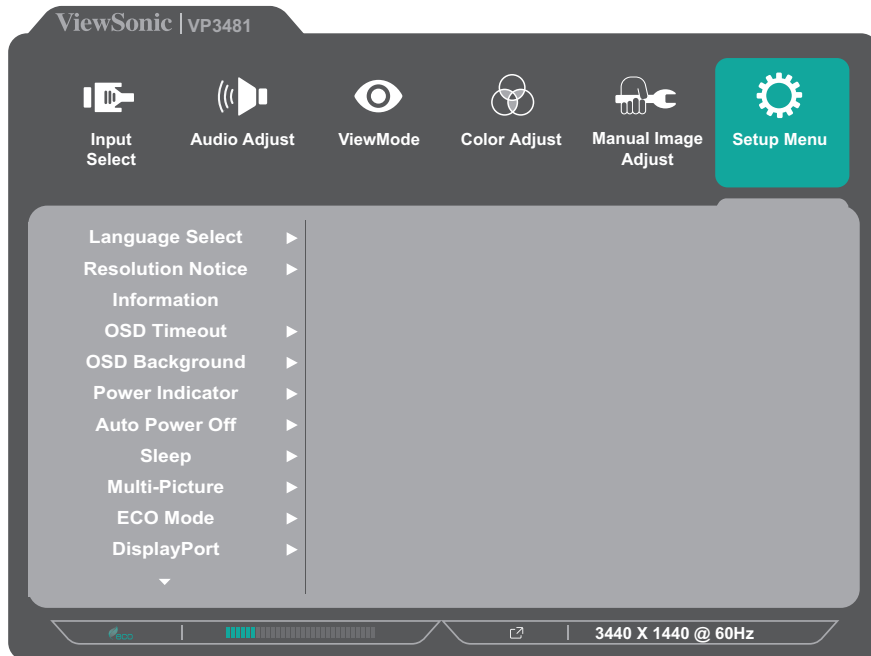 ViewSonic | VP3481
Input
Select
Audio Adjust
ViewMode
Color Adjust
Manual Image
Adjust
Setup Menu
Language Select
Resolution Notice
Information
OSD Timeout
OSD Background
Power Indicator
Auto Power Off
Sleep
Multi-Picture
ECO Mode
DisplayPort
eco
3440 X 1440 @ 60Hz